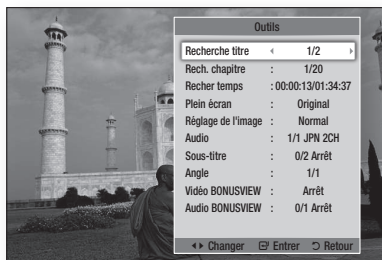 Outils
Recherche titre ◄ 1/2 ►
Rech. chapitre : 1/20
Recher temps : 00:00:13/01:34:37
Plein écran : Original
Réglage de l'image : Normal
Audio : 1/1 JPN 2CH
Sous-titre : 0/2 Arrêt
Angle : 1/1
Vidéo BONUSVIEW : Arrêt
Audio BONUSVIEW : 0/1 Arrêt
◄► Changer Entrer Retour